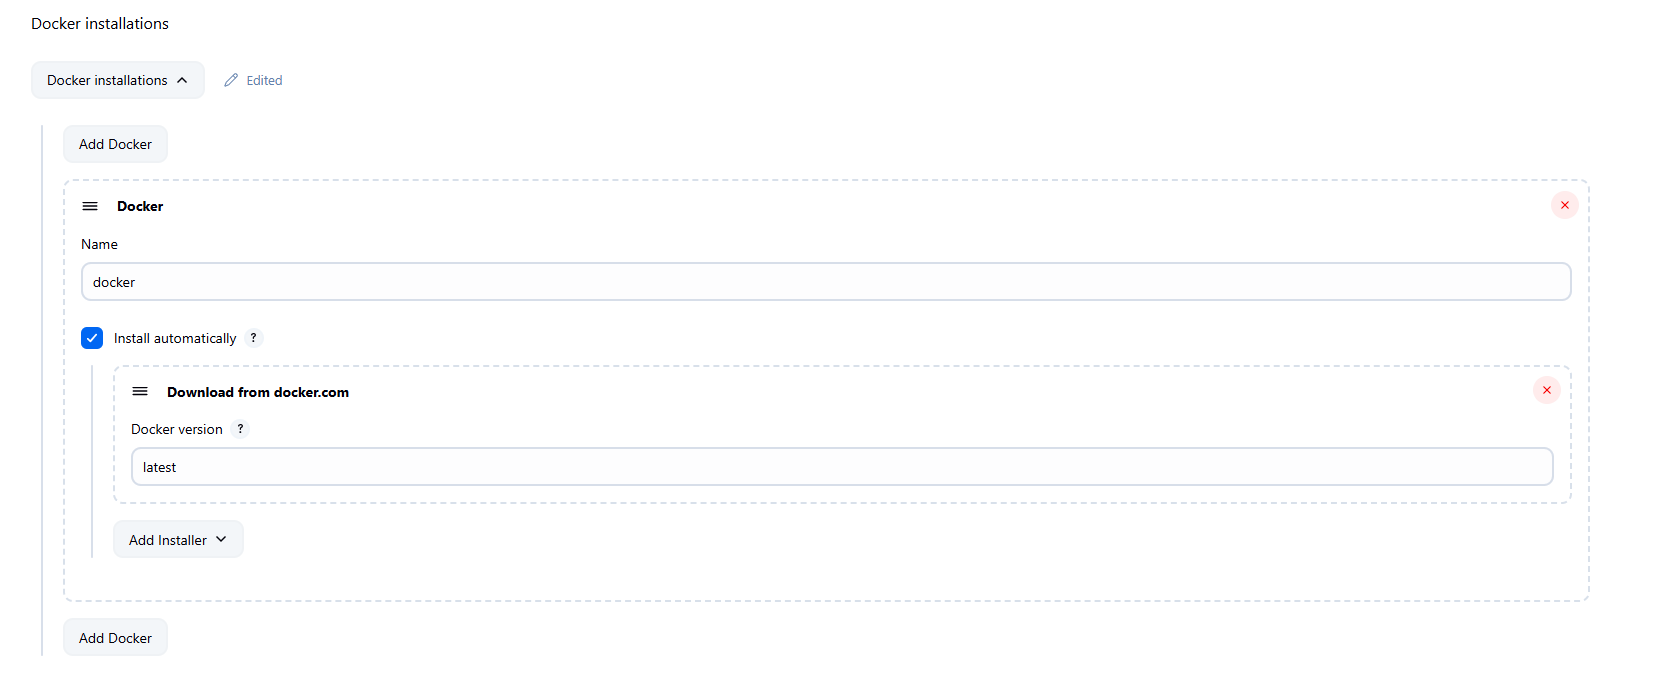 Docker installations
Docker installations
Edited
Add Docker
Docker
Name
docker
Install automatically ?
Download from docker.com
Docker version ?
latest
Add Installer
Add Docker